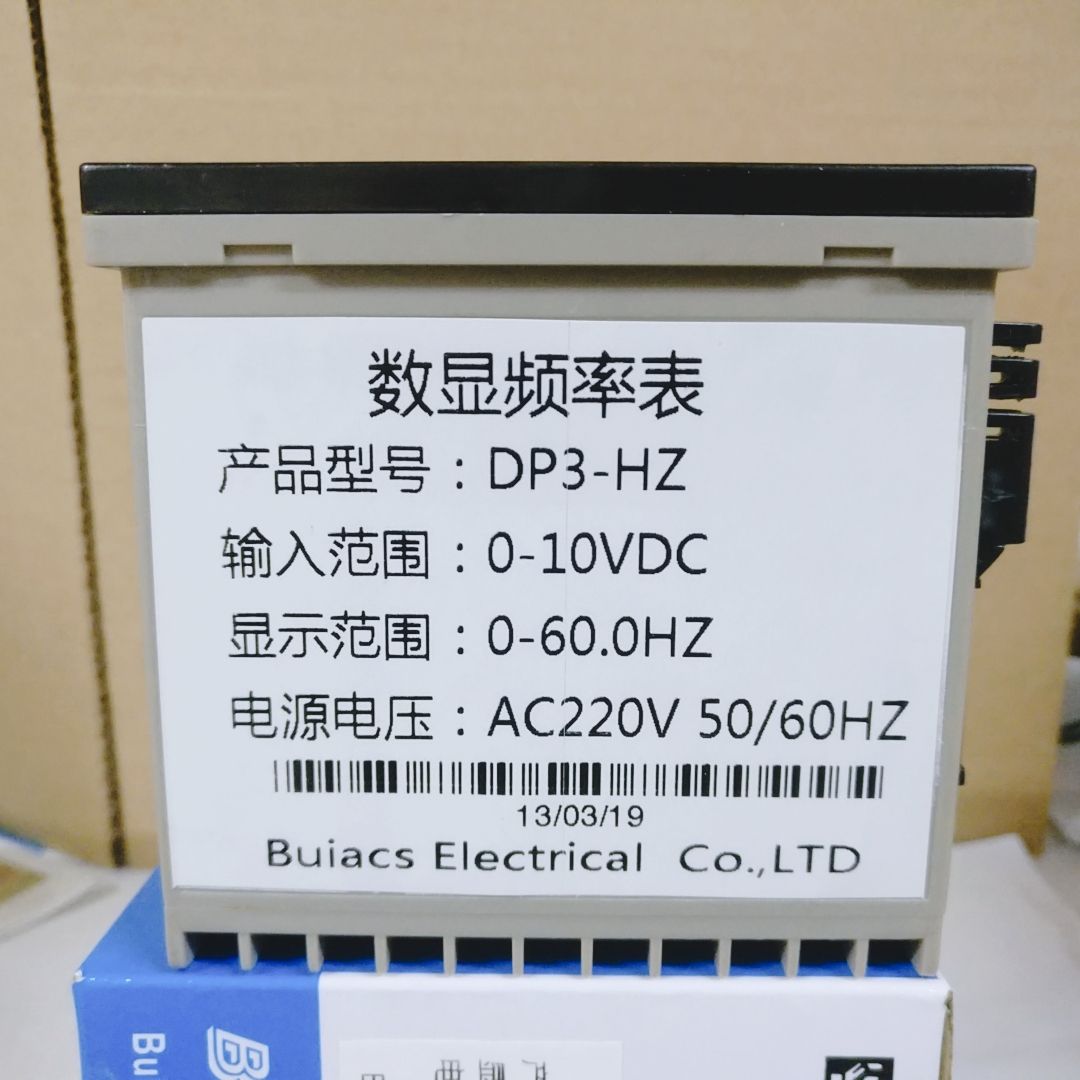 数显频率表
产品型号：DP3-HZ
输入范围：0-10VDC
显示范围：0-60.0HZ
电源电压：AC220V 50/60HZ
13/03/19
Buiacs Electrical Co.,LTD
Bu